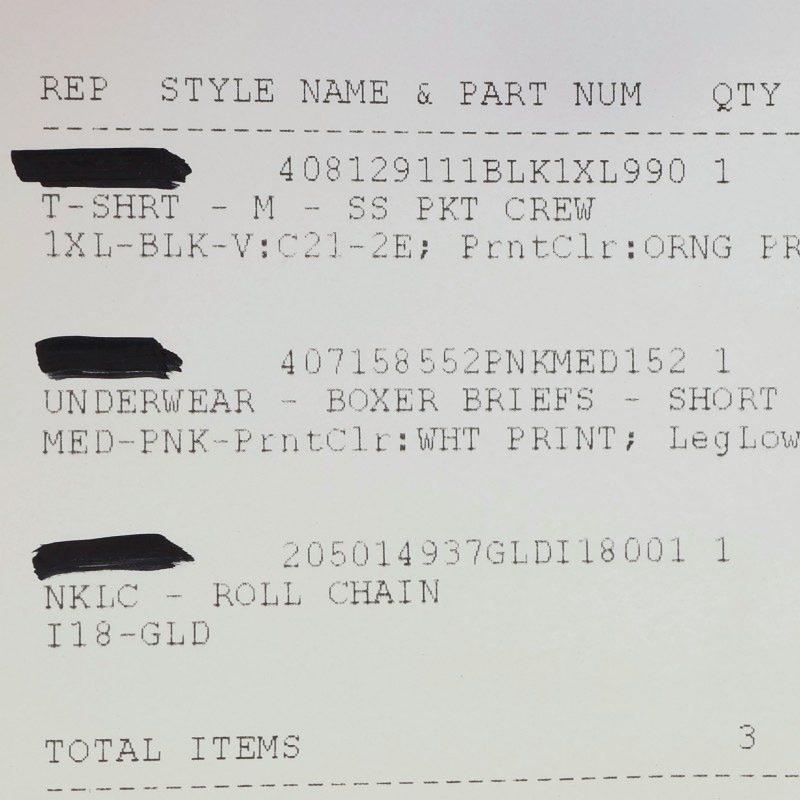 REP STYLE NAME & PART NUM QTY
--------------------------------
408129111BLK1XL990 1
T-SHRT - M - SS PKT CREW
1XL-BLK-V:C21-2E; PrntClr:ORNG PR
407158552PNKMED152 1
UNDERWEAR - BOXER BRIEFS - SHORT
MED-PNK-PrntClr:WHT PRINT; LegLow
205014937GLDI18001 1
NKLC - ROLL CHAIN
I18-GLD
TOTAL ITEMS 3
--------------------------------